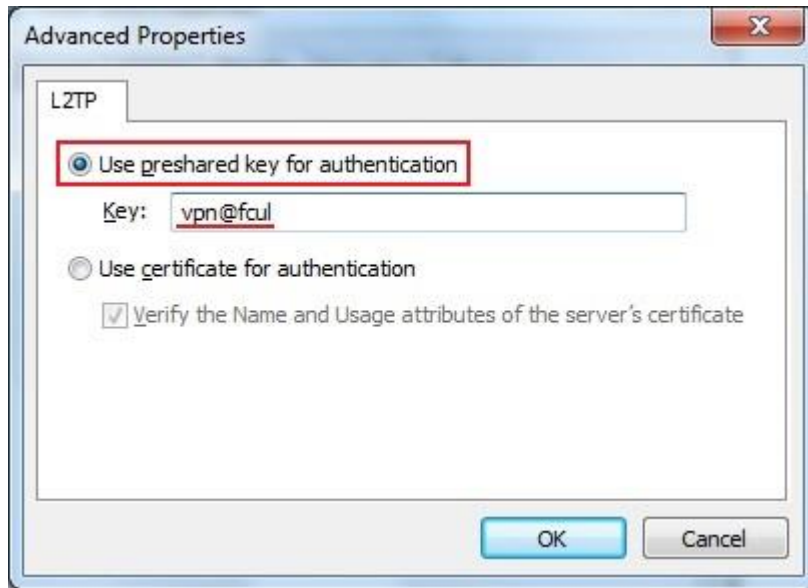 Advanced Properties
L2TP
Use preshared key for authentication
Key: vpn@fcul
Use certificate for authentication
Verify the Name and Usage attributes of the server's certificate
OK Cancel